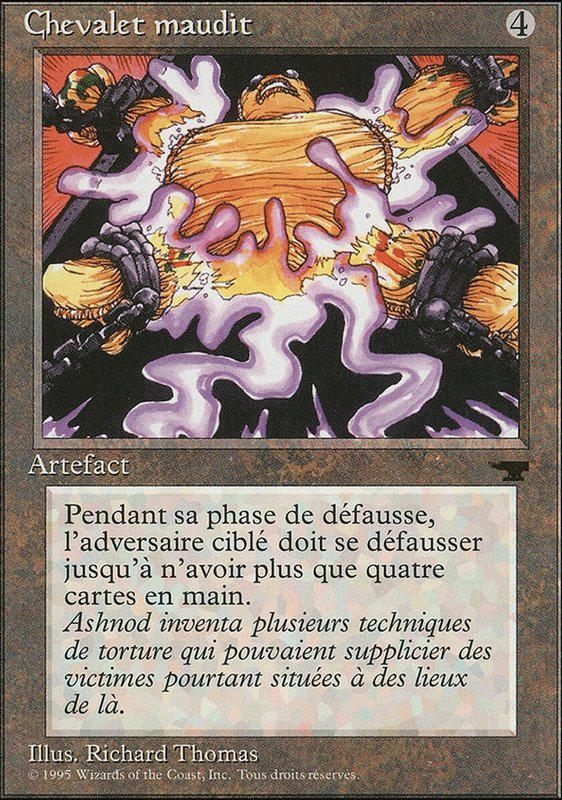 Chevalet maudit
4
Artefact
Pendant sa phase de défausse,
l'adversaire ciblé doit se défausser
jusqu'à n'avoir plus que quatre
cartes en main.
Ashnod inventa plusieurs techniques
de torture qui pouvaient supplicier des
victimes pourtant situées à des lieux
de là.
Illus. Richard Thomas
© 1995 Wizards of the Coast, Inc. Tous droits réservés.